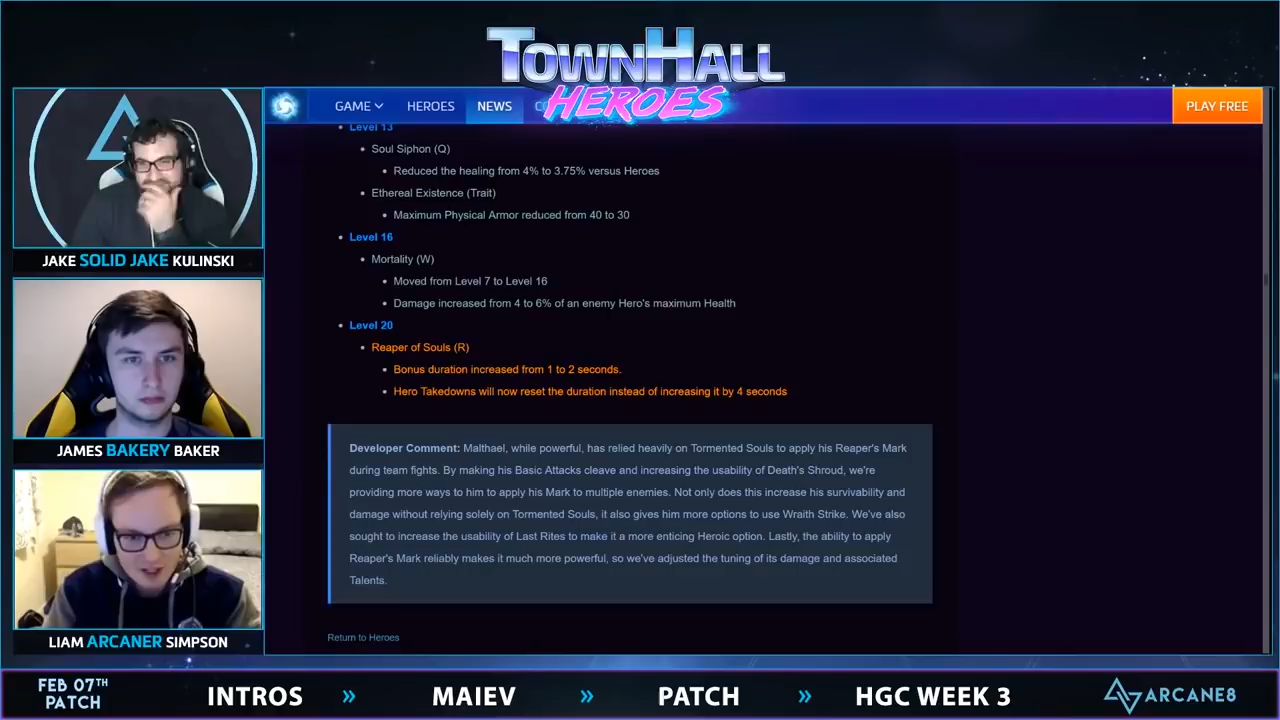 TOWNHALL
HEROES
GAME HEROES NEWS
PLAY FREE
Level 13
Soul Siphon (Q)
Reduced the healing from 4% to 3.75% versus Heroes
Ethereal Existence (Trait)
Maximum Physical Armor reduced from 40 to 30
Level 16
Mortality (W)
Moved from Level 7 to Level 16
Damage increased from 4 to 6% of an enemy Hero's maximum Health
Level 20
Reaper of Souls (R)
Bonus duration increased from 1 to 2 seconds.
Hero Takedowns will now reset the duration instead of increasing it by 4 seconds
Developer Comment: Malthael, while powerful, has relied heavily on Tormented Souls to apply his Reaper's Mark
during team fights. By making his Basic Attacks cleave and increasing the usability of Death's Shroud, we're
providing more ways to him to apply his Mark to multiple enemies. Not only does this increase his survivability and
damage without relying solely on Tormented Souls, it also gives him more options to use Wraith Strike. We've also
sought to increase the usability of Last Rites to make it a more enticing Heroic option. Lastly, the ability to apply
Reaper's Mark reliably makes it much more powerful, so we've adjusted the tuning of its damage and associated
Talents.
Return to Heroes
JAKE SOLID JAKE KULINSKI
JAMES BAKERY BAKER
LIAM ARCANER SIMPSON
FEB 07TH
PATCH
INTROS » MAIEV » PATCH » HGC WEEK 3
ARCANE8